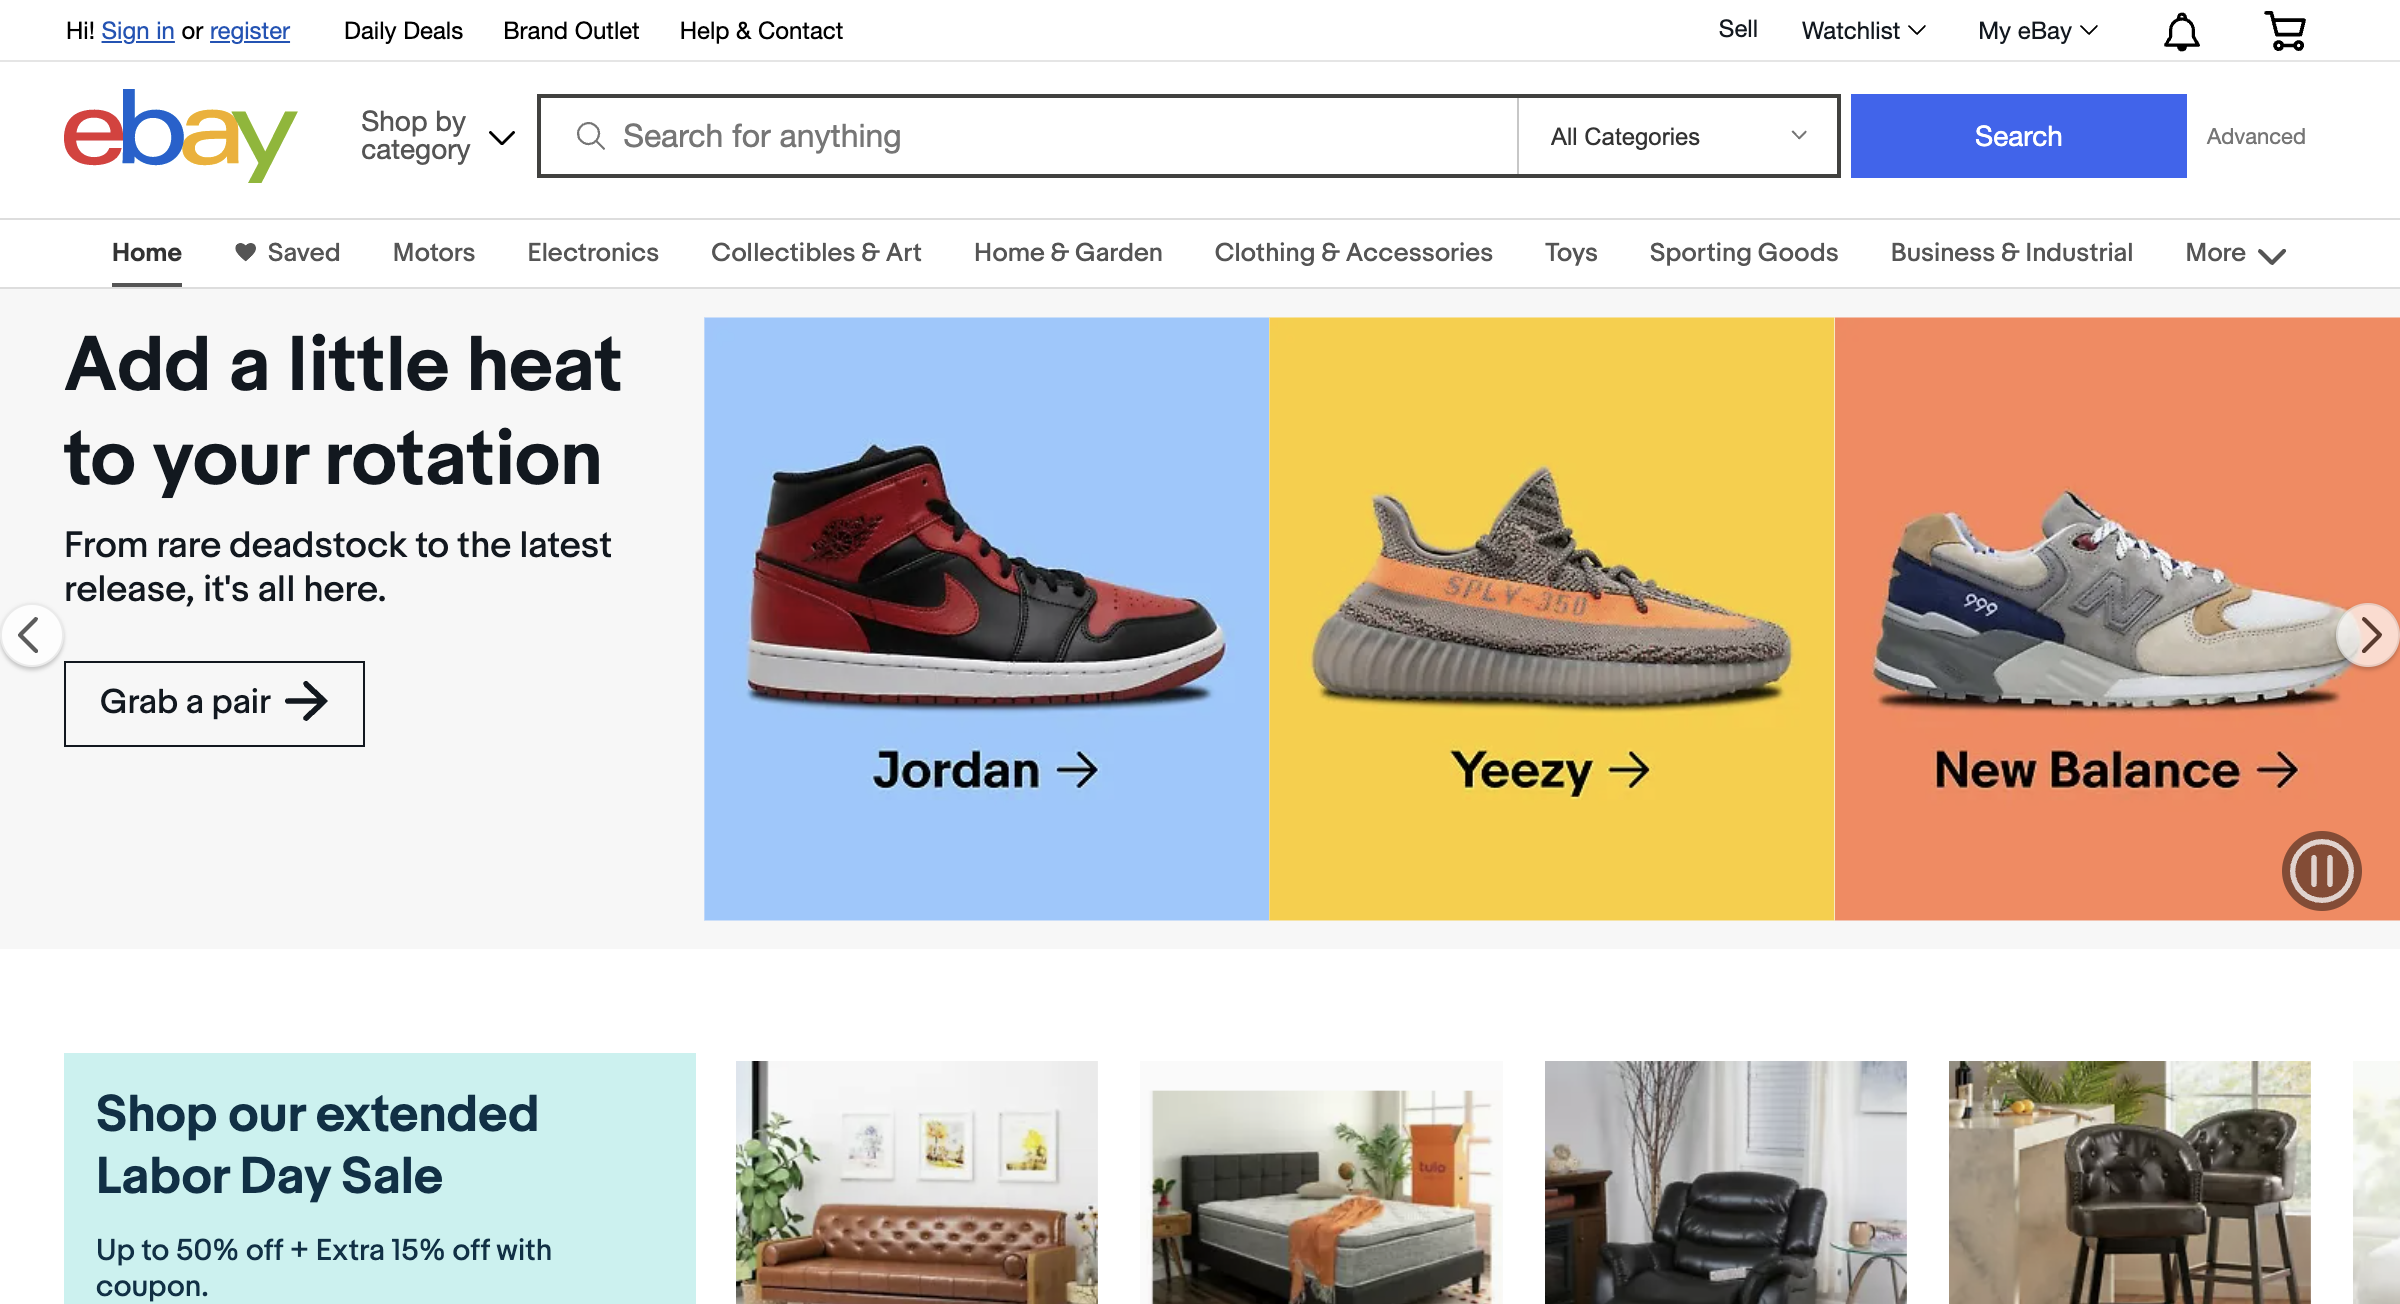 Hi! Sign in or register Daily Deals Brand Outlet Help & Contact Sell Watchlist My eBay
ebay
Shop by
category
Search for anything
All Categories
Search
Advanced
Home Saved Motors Electronics Collectibles & Art Home & Garden Clothing & Accessories Toys Sporting Goods Business & Industrial More
Add a little heat
to your rotation
From rare deadstock to the latest
release, it's all here.
Grab a pair
SPLY-350
999
N
Jordan
Yeezy
New Balance
Shop our extended
Labor Day Sale
Up to 50% off + Extra 15% off with
coupon.
tulo